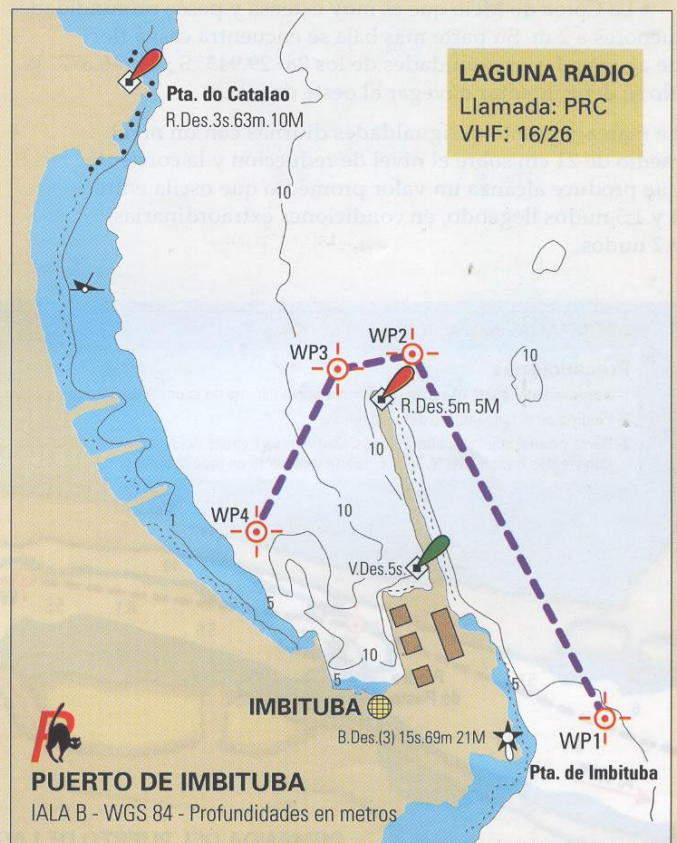 LAGUNA RADIO
Llamada: PRC
VHF: 16/26
Pta. do Catalao
R.Des.3s.63m.10M
10
WP2
WP3
10
R.Des.5m 5M
10
WP4
10
1
V.Des.5s.
5
10
5
5
IMBITUBA
B.Des.(3) 15s.69m 21M
WP1
Pta. de Imbituba
PUERTO DE IMBITUBA
IALA B - WGS 84 - Profundidades en metros